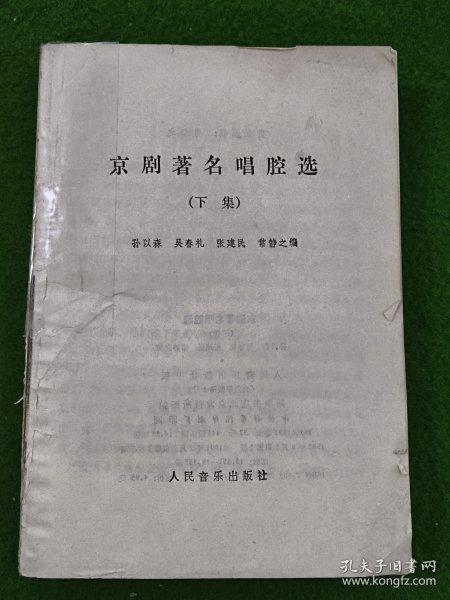 京剧著名唱腔选
（下 集）
孙以森 吴春礼 张建民 常静之编
人民音乐出版社
孔夫子旧书网
www.kongfz.com